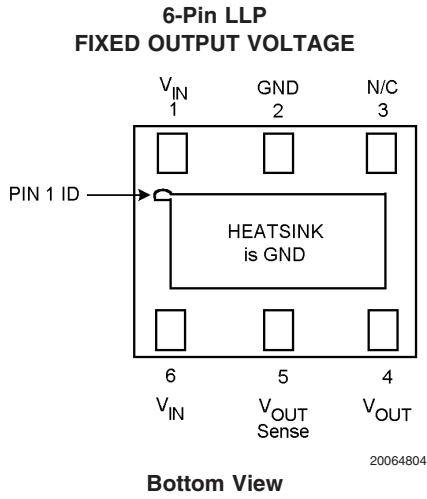 6-Pin LLP
FIXED OUTPUT VOLTAGE
VIN GND N/C
1 2 3
PIN 1 ID
HEATSINK
is GND
6 5 4
VIN VOUT VOUT
Sense
20064804
Bottom View